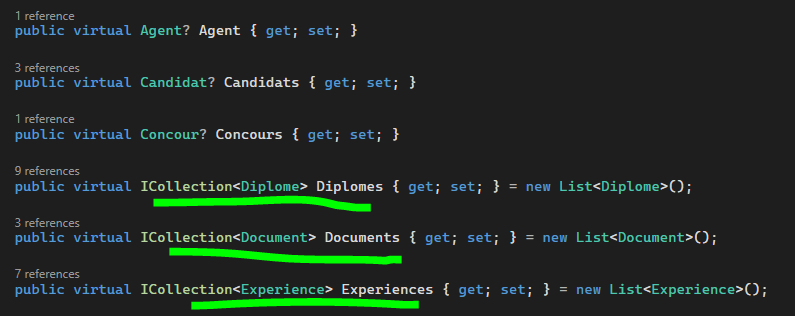 1 reference
public virtual Agent? Agent { get; set; }
3 references
public virtual Candidat? Candidats { get; set; }
1 reference
public virtual Concour? Concours { get; set; }
9 references
public virtual ICollection<Diplome> Diplomes { get; set; } = new List<Diplome>();
3 references
public virtual ICollection<Document> Documents { get; set; } = new List<Document>();
7 references
public virtual ICollection<Experience> Experiences { get; set; } = new List<Experience>();